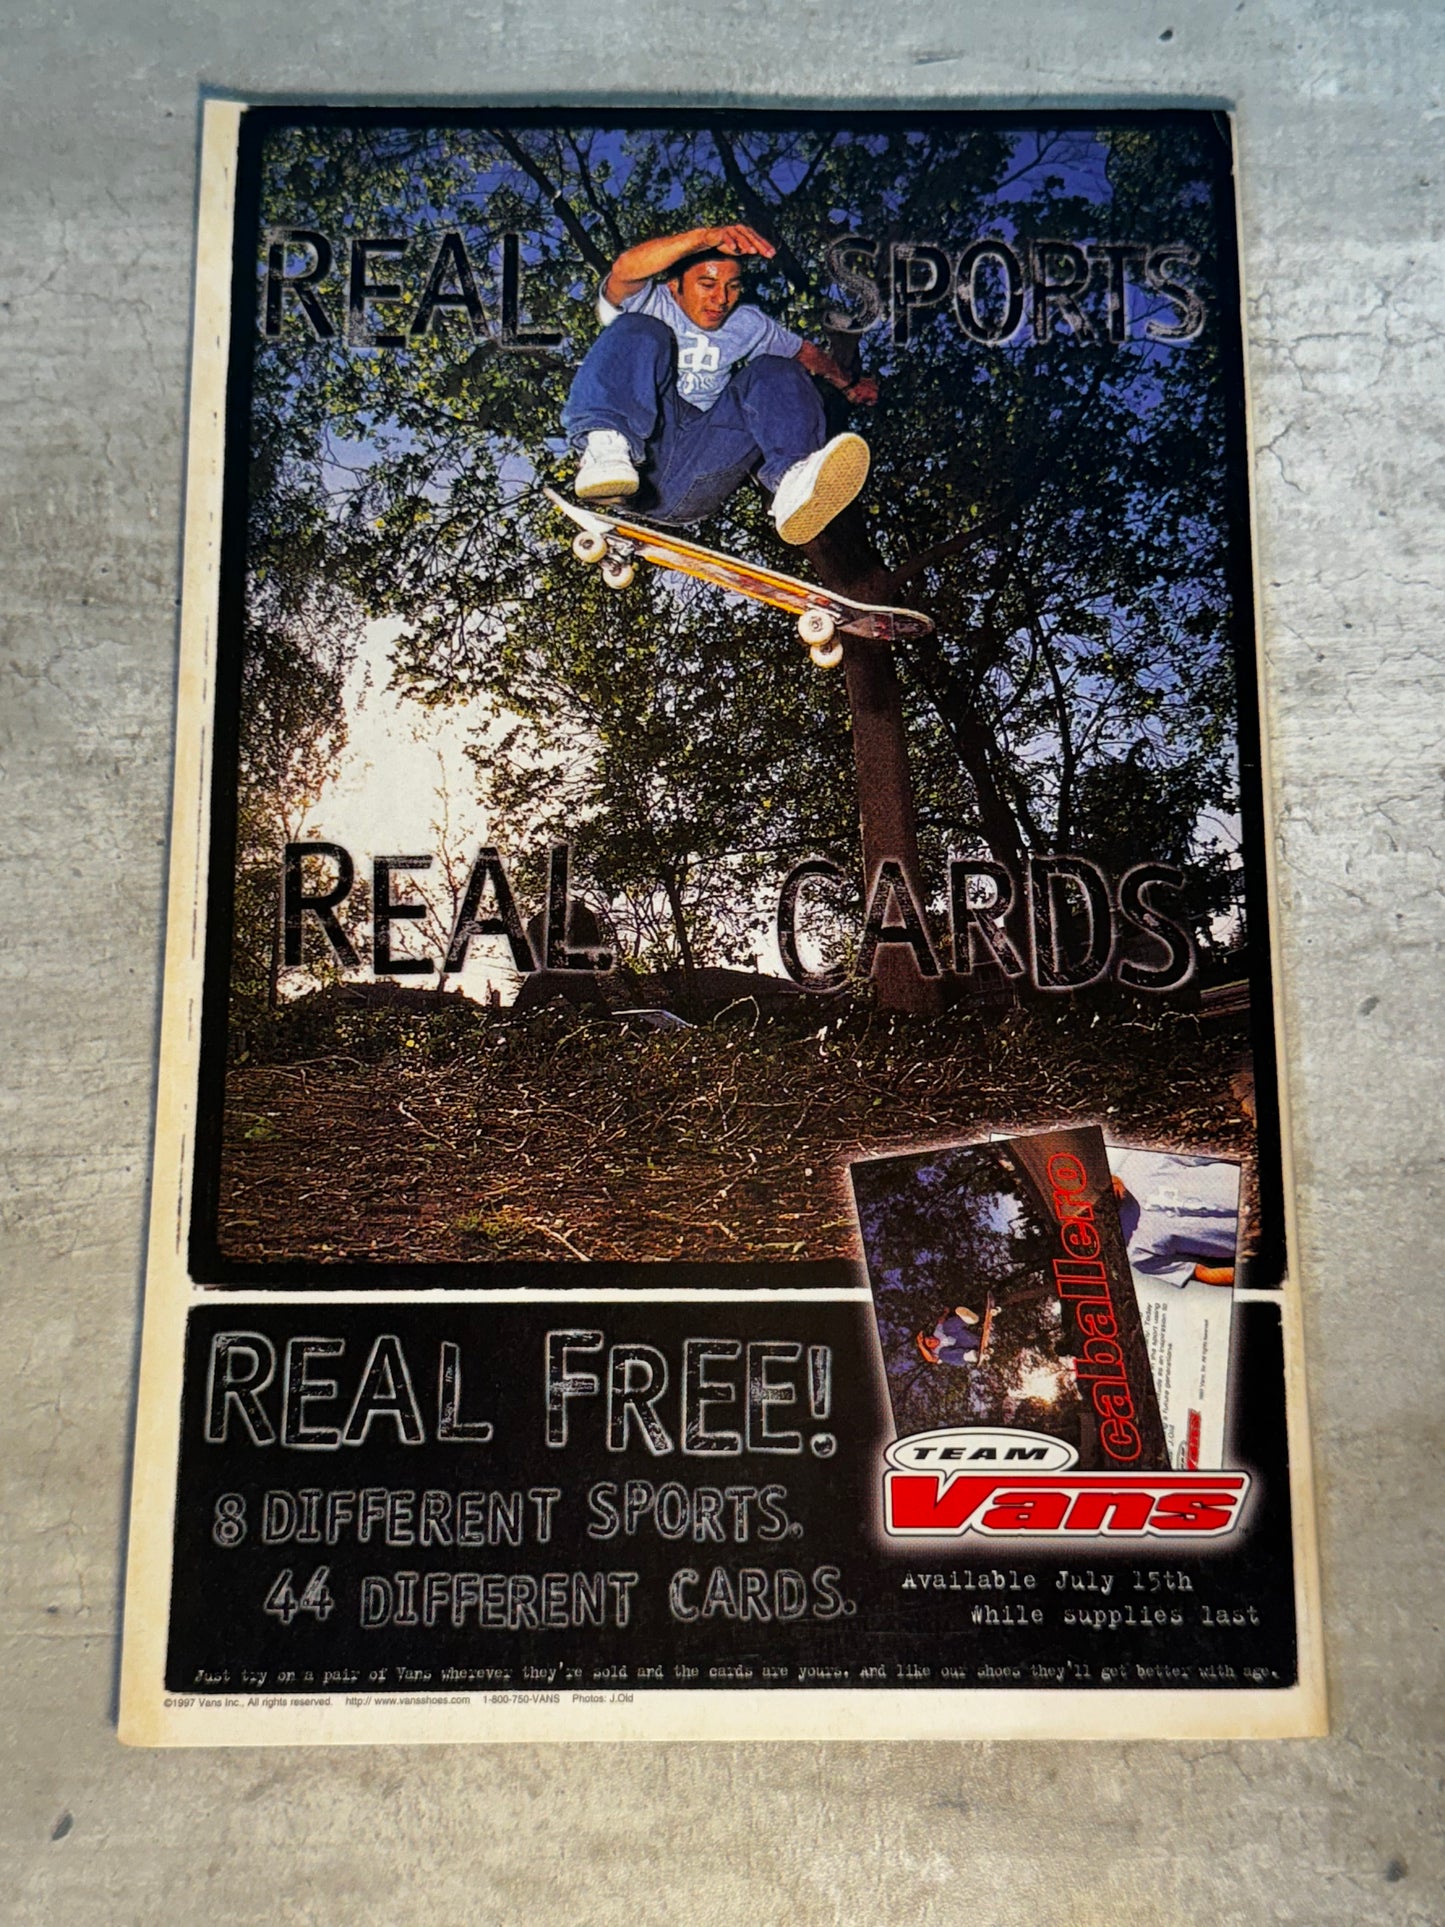 REAL SPORTS
REAL CARDS
caballero
REAL FREE!
8 DIFFERENT SPORTS.
44 DIFFERENT CARDS.
TEAM
Vans
Available July 15th
While supplies last
Just try on a pair of Vans wherever they're sold and the cards are yours. And like our shoes they'll get better with age.
©1997 Vans Inc., All rights reserved. http:// www.vansshoes.com 1-800-750-VANS Photos: J.Old